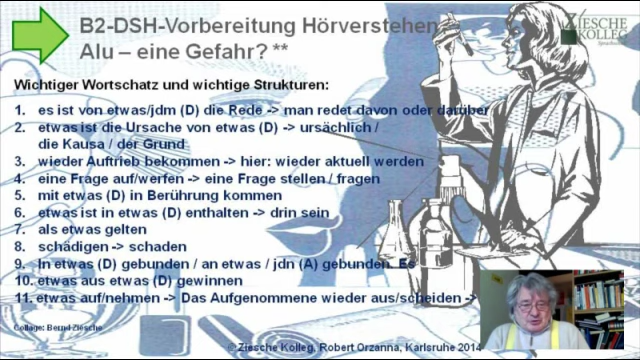 B2-DSH-Vorbereitung Hörverstehen
Alu – eine Gefahr? **
ZIESCHE
KOLLEG
Wichtiger Wortschatz und wichtige Strukturen:
1. es ist von etwas/jdm (D) die Rede -> man redet davon oder darüber
2. etwas ist die Ursache von etwas (D) -> ursächlich /
die Kausa / der Grund
3. wieder Auftrieb bekommen -> hier: wieder aktuell werden
4. eine Frage auf/werfen -> eine Frage stellen / fragen
5. mit etwas (D) in Berührung kommen
6. etwas ist in etwas (D) enthalten -> drin sein
7. als etwas gelten
8. schädigen -> schaden
9. In etwas (D) gebunden / an etwas / jdn (A) gebunden. Es
10. etwas aus etwas (D) gewinnen
11. etwas auf/nehmen -> Das Aufgenommene wieder aus/scheiden ->
Collage: Bernd Ziesche
© Ziesche Kolleg, Robert Orzanna, Karlsruhe 2014